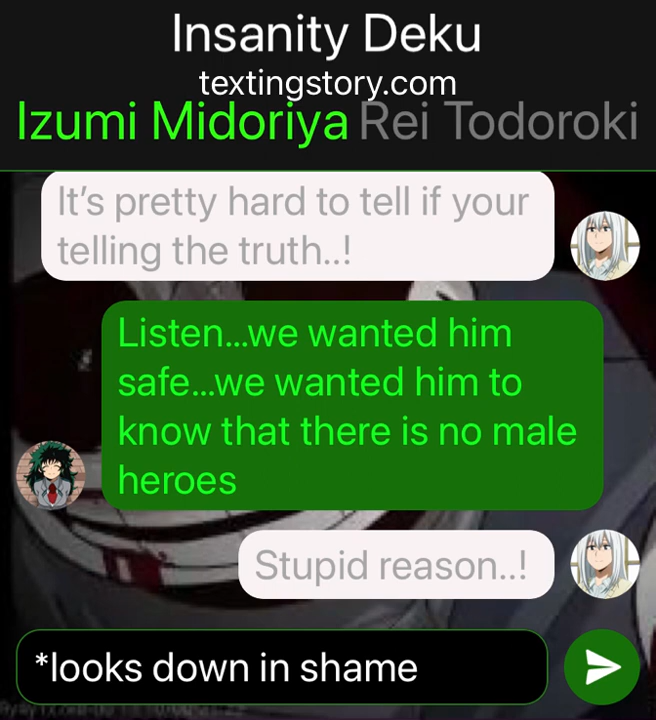 Insanity Deku
textingstory.com
Izumi Midoriya Rei Todoroki
It’s pretty hard to tell if your
telling the truth..!
Listen...we wanted him
safe...we wanted him to
know that there is no male
heroes
Stupid reason..!
*looks down in shame